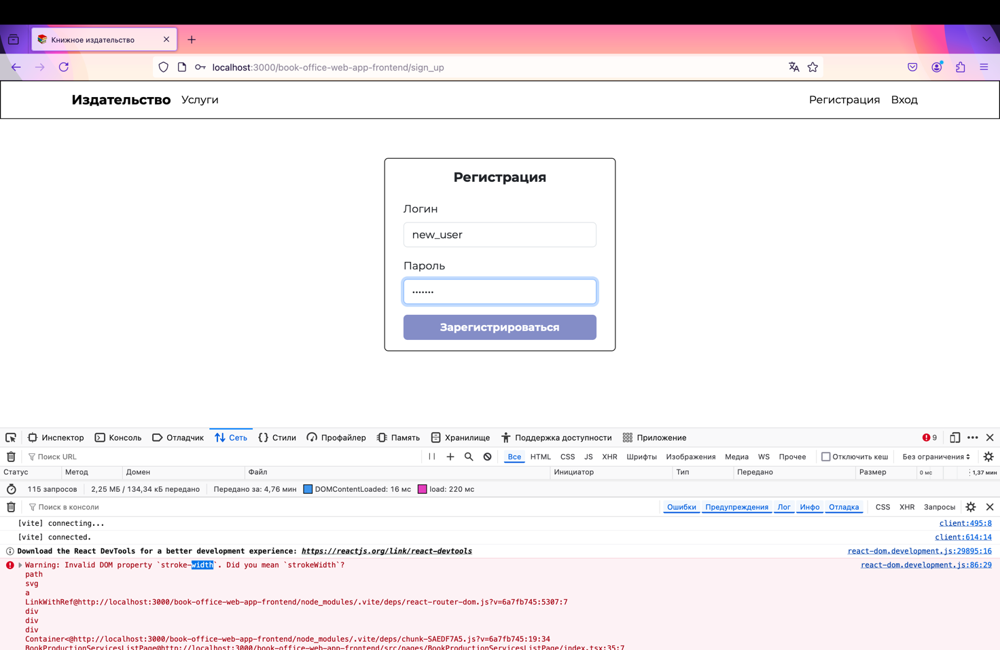 Книжное издательство
localhost:3000/book-office-web-app-frontend/sign_up
Издательство Услуги Регистрация Вход
Регистрация
Логин
new_user
Пароль
•••••••
Зарегистрироваться
Инспектор Консоль Отладчик Сеть Стили Профайлер Память Хранилище Поддержка доступности Приложение 9
Поиск URL Все HTML CSS JS XHR Шрифты Изображения Медиа WS Прочее Отключить кеш Без ограничения
Статус Метод Домен Файл Инициатор Тип Передано Размер 0 мс 1,37 мин
115 запросов 2,25 МБ / 134,34 кБ передано Передано за: 4,76 мин DOMContentLoaded: 16 мс load: 220 мс
Поиск в консоли Ошибки Предупреждения Лог Инфо Отладка CSS XHR Запросы
[vite] connecting... client:495:8
[vite] connected. client:614:14
Download the React DevTools for a better development experience: https://reactjs.org/link/react-devtools react-dom.development.js:29895:16
Warning: Invalid DOM property `stroke-width`. Did you mean `strokeWidth`? react-dom.development.js:86:29
path
svg
a
LinkWithRef@http://localhost:3000/book-office-web-app-frontend/node_modules/.vite/deps/react-router-dom.js?v=6a7fb745:5307:7
div
div
div
Container<@http://localhost:3000/book-office-web-app-frontend/node_modules/.vite/deps/chunk-SAEDF7A5.js?v=6a7fb745:19:34
BookProductionServicesListPage@http://localhost:3000/book-office-web-app-frontend/src/pages/BookProductionServicesListPage/index.tsx:35:7